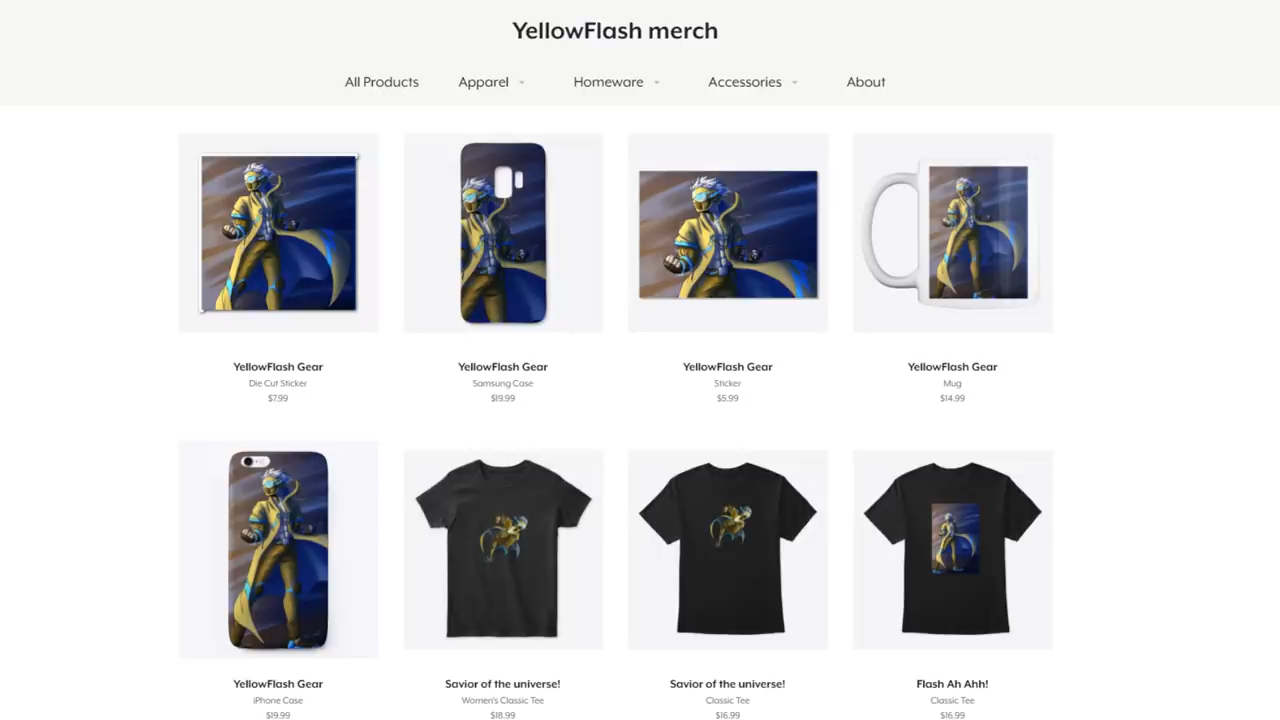 YellowFlash merch
All Products Apparel Homeware Accessories About
YellowFlash Gear YellowFlash Gear YellowFlash Gear YellowFlash Gear
Die Cut Sticker Samsung Case Sticker Mug
$7.99 $19.99 $5.99 $14.99
YellowFlash Gear Savior of the universe! Savior of the universe! Flash Ah Ahh!
iPhone Case Women's Classic Tee Classic Tee Classic Tee
$19.99 $18.99 $16.99 $16.99